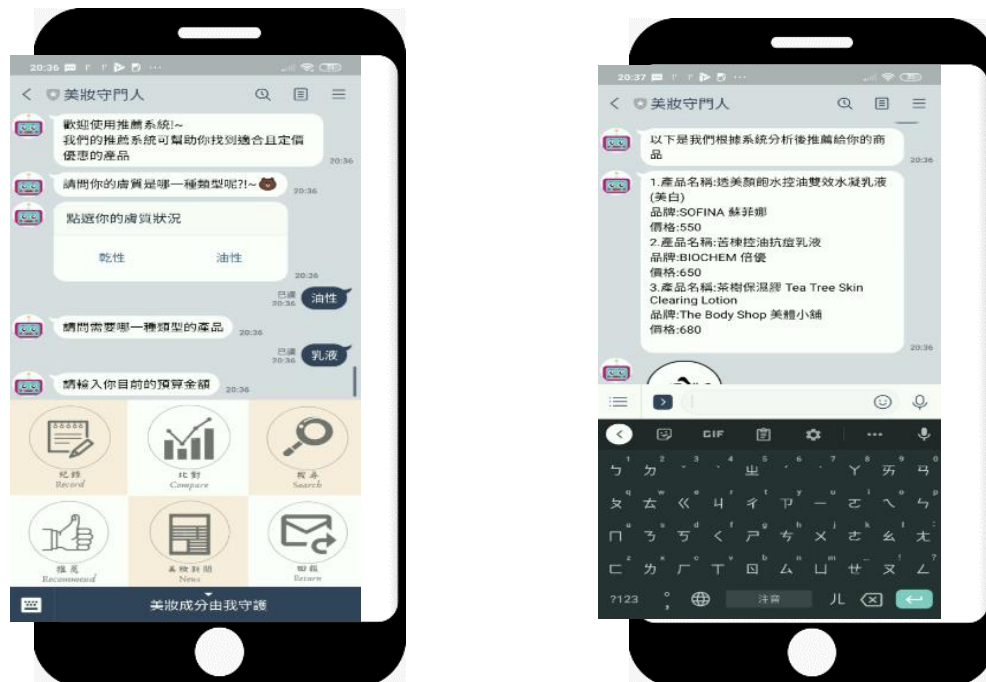 20:36
美妝守門人
歡迎使用推薦系統!~
我們的推薦系統可幫助你找到適合且定價
優惠的產品
20:36
請問你的膚質是哪一種類型呢?!~
20:36
點選你的膚質狀況
乾性 油性
20:36
已讀
20:36
油性
請問需要哪一種類型的產品
20:36
已讀
20:36
乳液
請輸入你目前的預算金額
20:36
紀錄
Record
比對
Compare
搜尋
Search
推薦
Recommend
美妝新聞
News
回報
Return
美妝成分由我守護
20:37
美妝守門人
以下是我們根據系統分析後推薦給你的商
品
20:36
1.產品名稱:透美顏飽水控油雙效水凝乳液
(美白)
品牌:SOFINA 蘇菲娜
價格:550
2.產品名稱:苦楝控油抗痘乳液
品牌:BIOCHEM 倍優
價格:650
3.產品名稱:茶樹保濕膠 Tea Tree Skin
Clearing Lotion
品牌:The Body Shop 美體小舖
價格:680
20:36
GIF
1 2 3 4 5 6 7 8 9 0
ㄅ ㄉ ˇ ˋ ㄓ ˊ ˙ ㄚ ㄞ ㄢ
q w e r t y u i o p
ㄆ ㄊ ㄍ ㄐ ㄔ ㄗ ㄧ ㄛ ㄟ ㄣ
a s d f g h j k l :
ㄇ ㄋ ㄎ ㄑ ㄕ ㄘ ㄨ ㄜ ㄠ ㄤ
z x c v b n m ! ?
ㄈ ㄌ ㄏ ㄒ ㄖ ㄙ ㄩ ㄝ ㄡ ㄥ
?123 ° , 注音 ㄦ